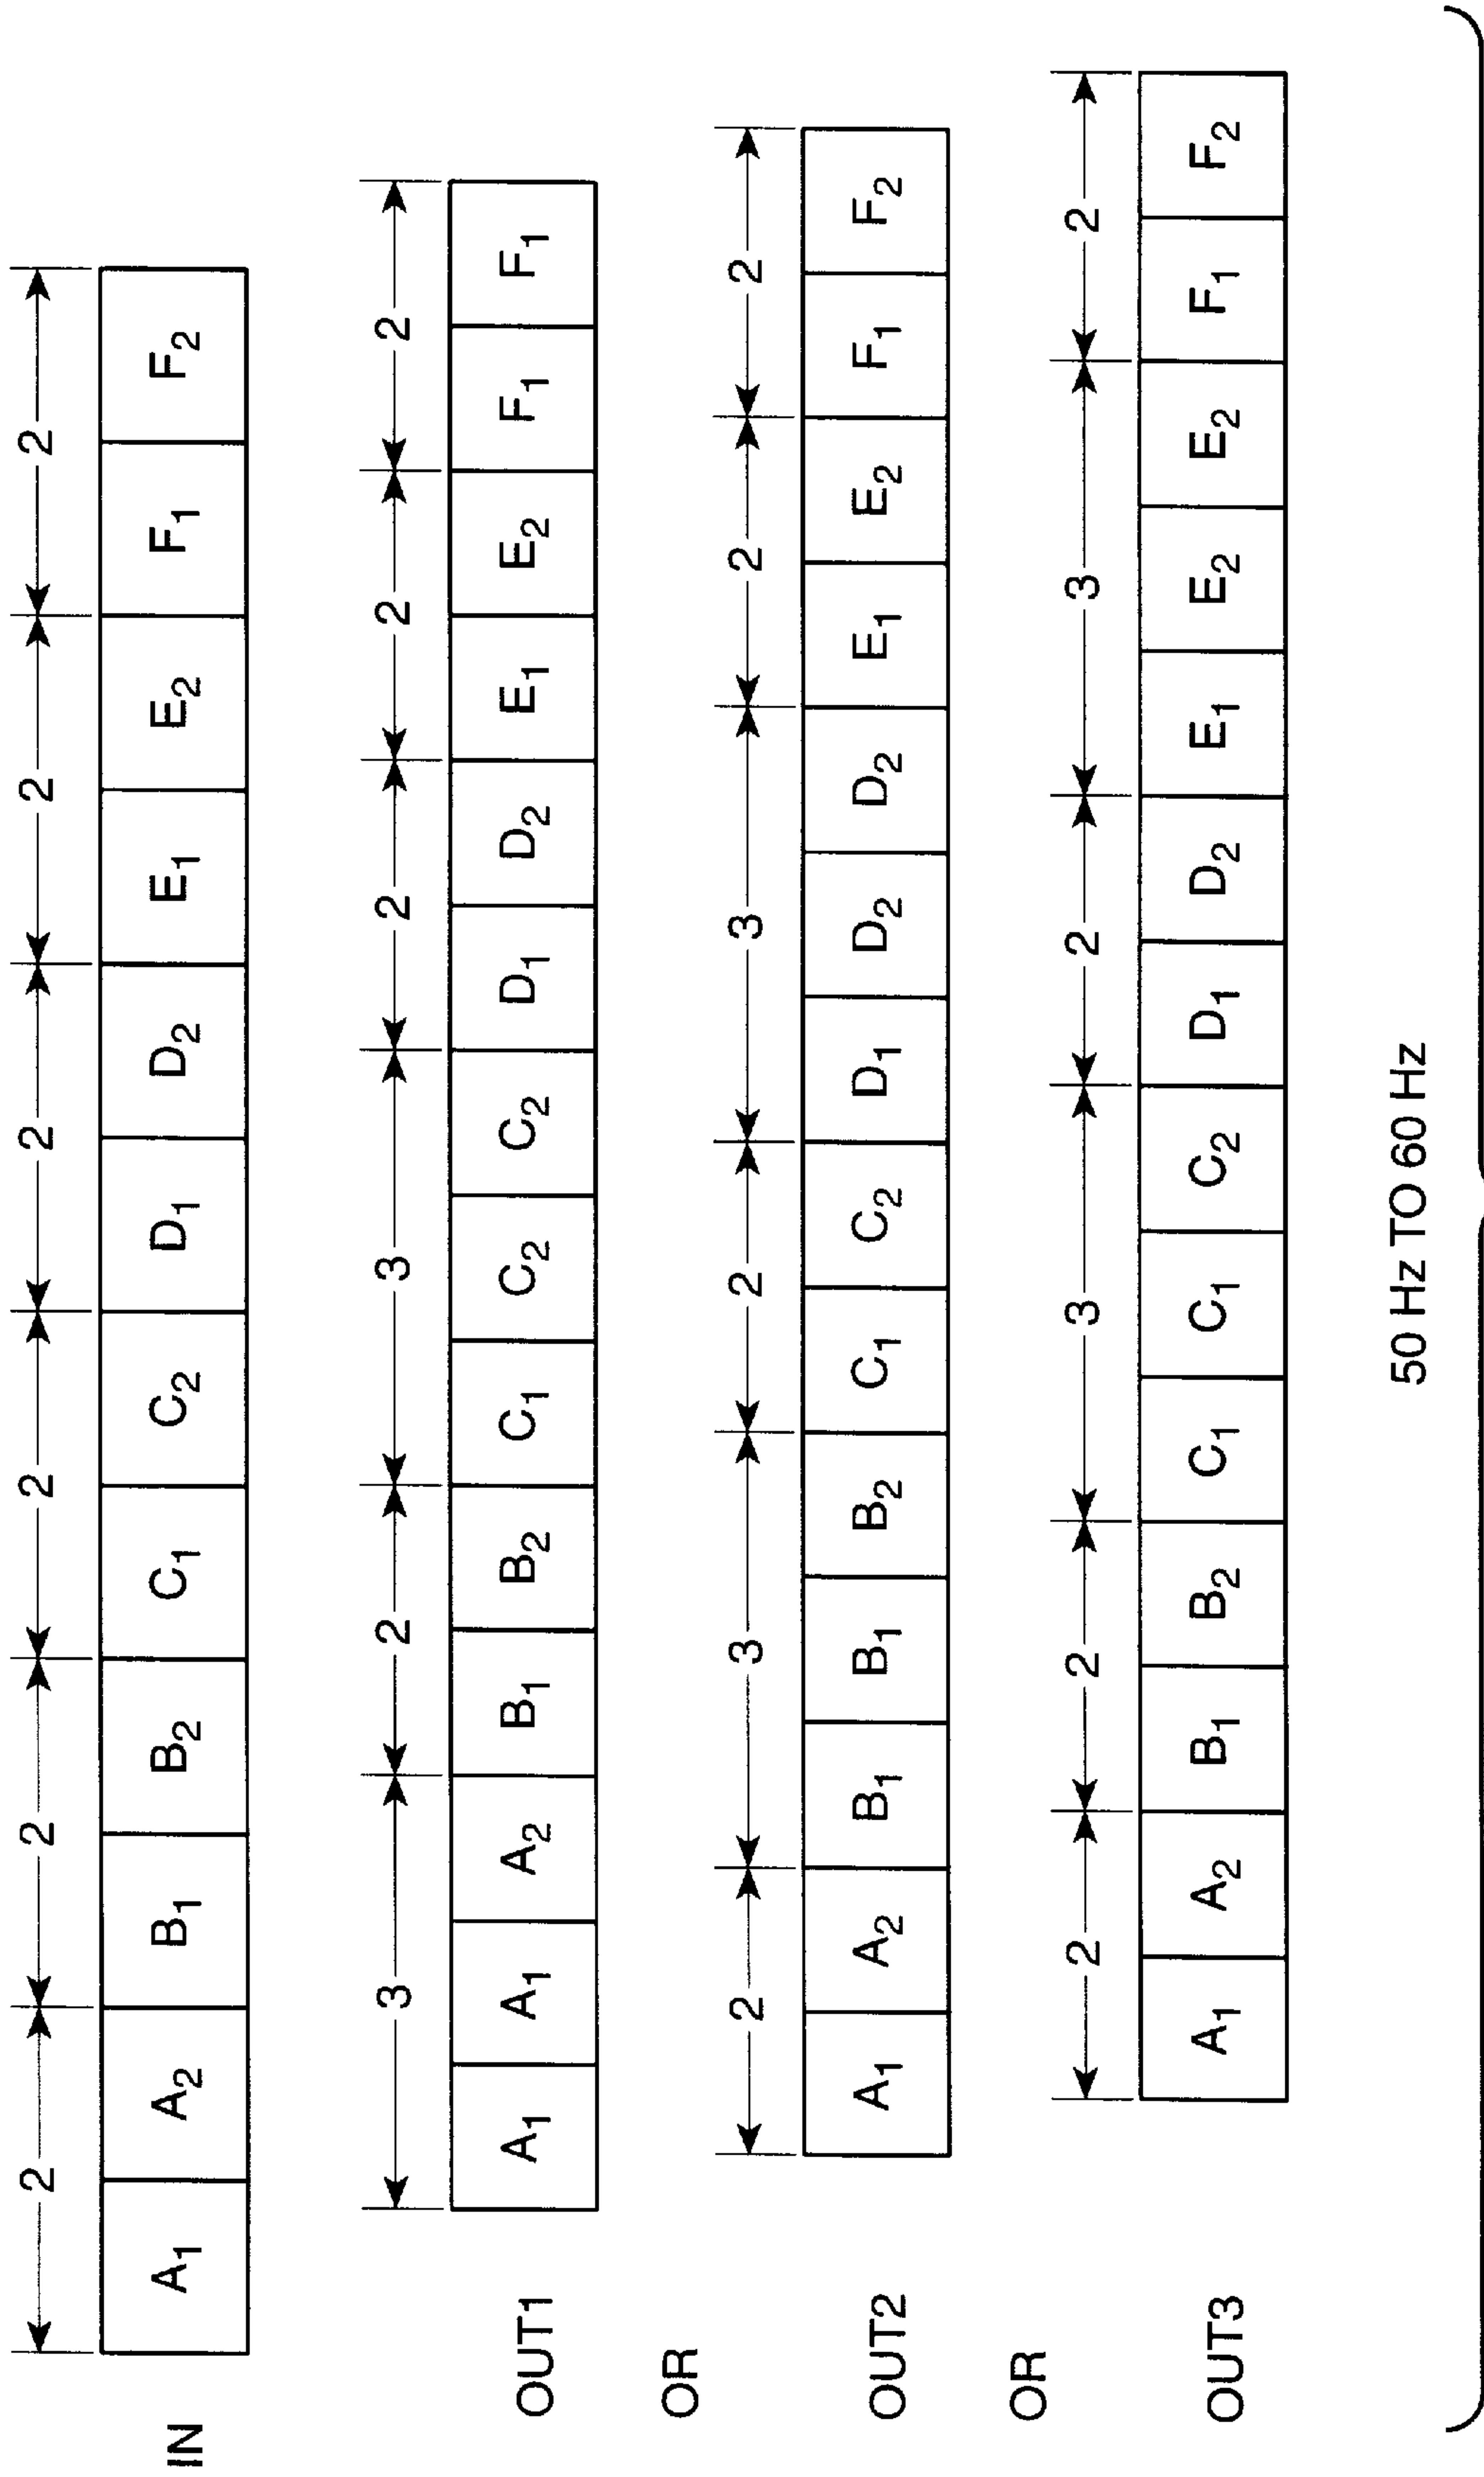 2 2 2 2 2 2
IN A1 A2 B1 B2 C1 C2 D1 D2 E1 E2 F1 F2
3 2 3 2 2 2
OUT1 A1 A1 A2 B1 B2 C1 C2 C2 D1 D2 E1 E2 F1 F1
OR
2 3 2 3 2 2
OUT2 A1 A2 B1 B1 B2 C1 C2 D1 D2 D2 E1 E2 F1 F2
OR
2 2 3 2 3 2
OUT3 A1 A2 B1 B2 C1 C1 C2 D1 D2 E1 E2 E2 F1 F2
50 Hz TO 60 Hz